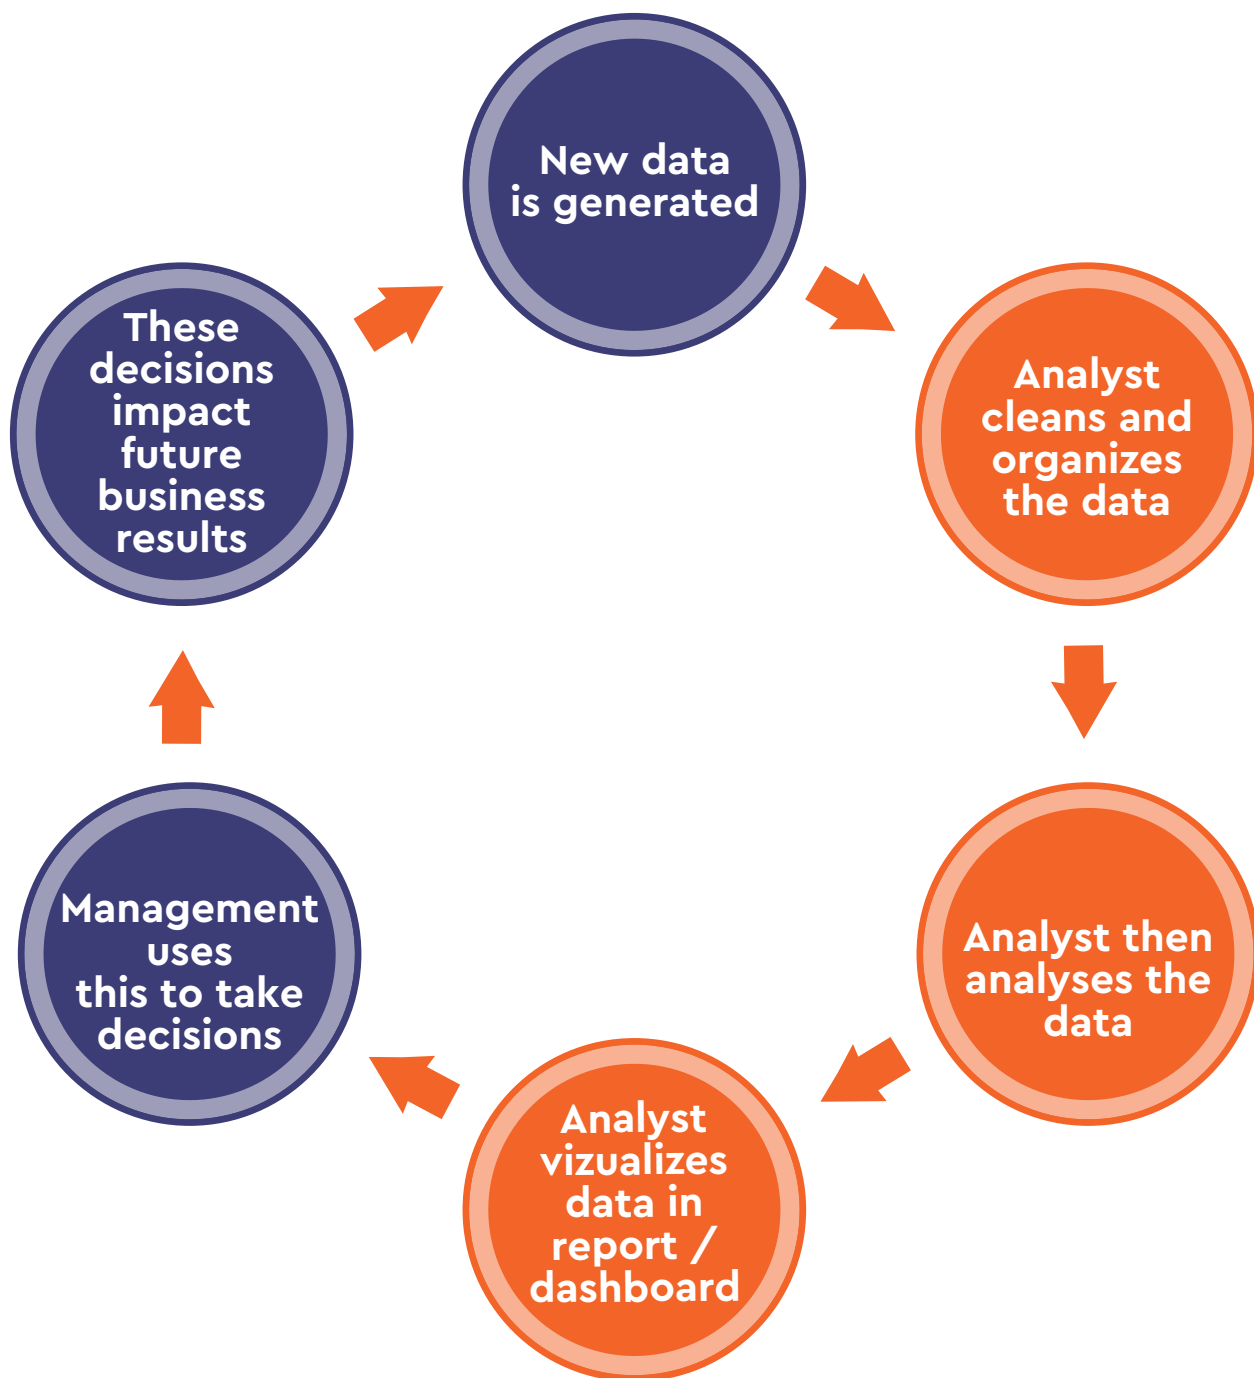 New data
is generated
Analyst
cleans and
organizes
the data
Analyst then
analyses the
data
Analyst
vizualizes
data in
report /
dashboard
Management
uses
this to take
decisions
These
decisions
impact
future
business
results